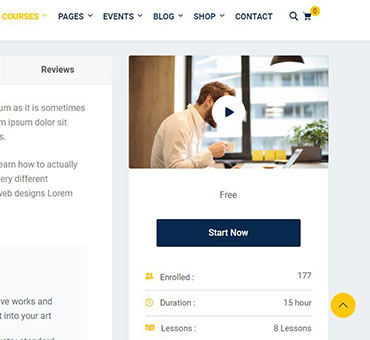 COURSES PAGES EVENTS BLOG SHOP CONTACT 0
Reviews
um as it is sometimes
m ipsum dolor sit
s.
earn how to actually
ery different
web designs Lorem
ve works and
t into your art
Free
Start Now
Enrolled : 177
Duration : 15 hour
Lessons : 8 Lessons